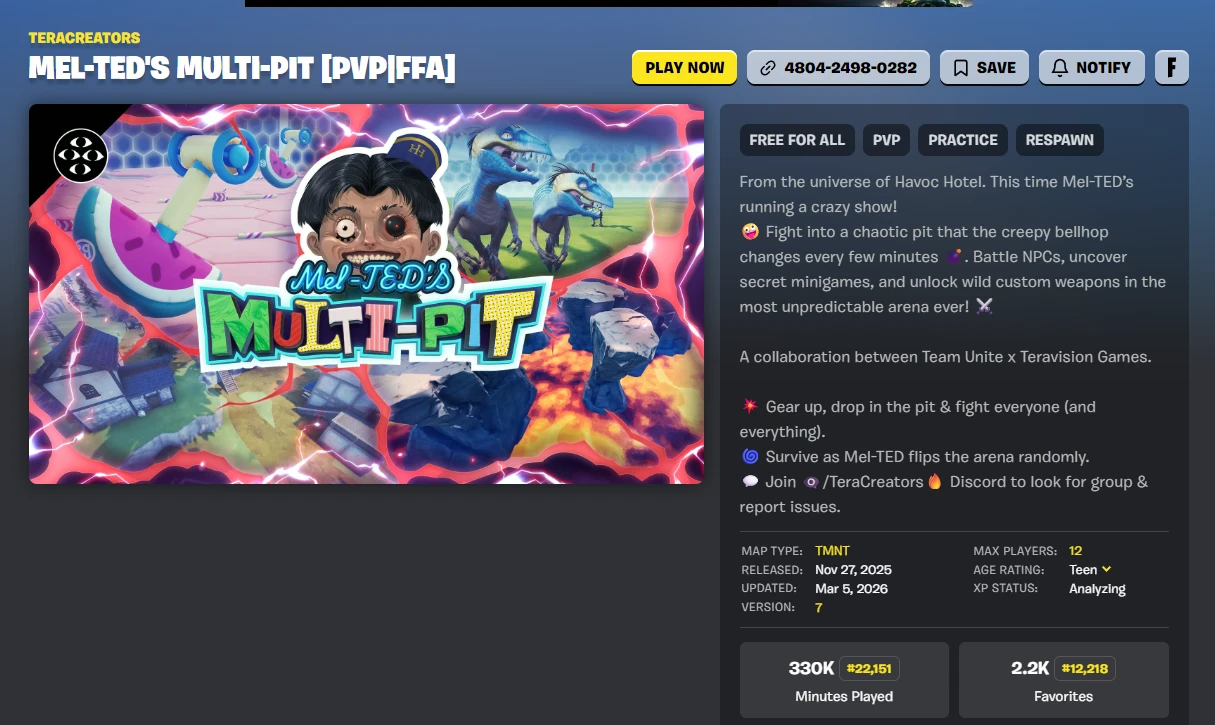 TERACREATORS
MEL-TED'S MULTI-PIT [PVP|FFA]
PLAY NOW
4804-2498-0282
SAVE
NOTIFY
F
HH
Mel-TED'S
MULTI-PIT
FREE FOR ALL
PVP
PRACTICE
RESPAWN
From the universe of Havoc Hotel. This time Mel-TED’s
running a crazy show!
🤪 Fight into a chaotic pit that the creepy bellhop
changes every few minutes 💣. Battle NPCs, uncover
secret minigames, and unlock wild custom weapons in the
most unpredictable arena ever! ⚔️
A collaboration between Team Unite x Teravision Games.
💥 Gear up, drop in the pit & fight everyone (and
everything).
🌀 Survive as Mel-TED flips the arena randomly.
💬 Join 👁️‍🗨️/TeraCreators🔥 Discord to look for group &
report issues.
MAP TYPE: TMNT
MAX PLAYERS: 12
RELEASED: Nov 27, 2025
AGE RATING: Teen
UPDATED: Mar 5, 2026
XP STATUS: Analyzing
VERSION: 7
330K #22,151
Minutes Played
2.2K #12,218
Favorites